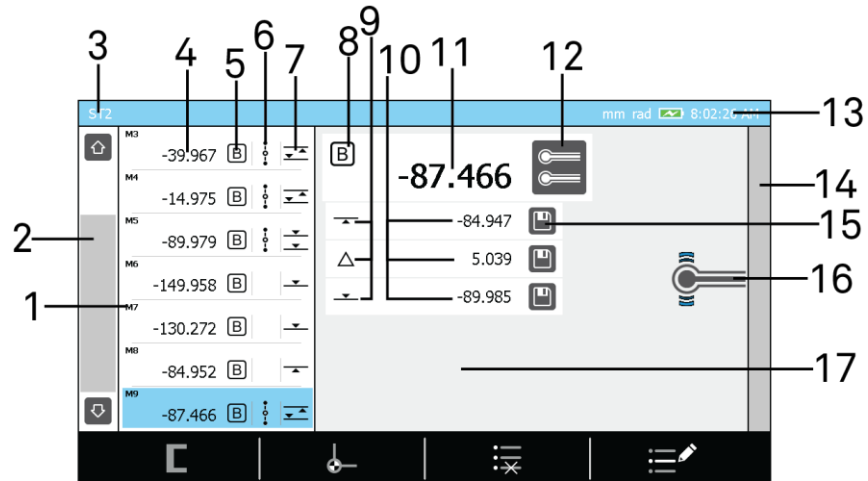 3 4 5 6 7 8 9 10 11 12
ST2 mm rad 8:02:26 AM 13
M3
-39.967 B
M4
-14.975 B
M5
-89.979 B
M6
-149.958 B
M7
-130.272 B
M8
-84.952 B
M9
-87.466 B
B -87.466
-84.947
5.039
-89.985
14
15
2
16
1
17